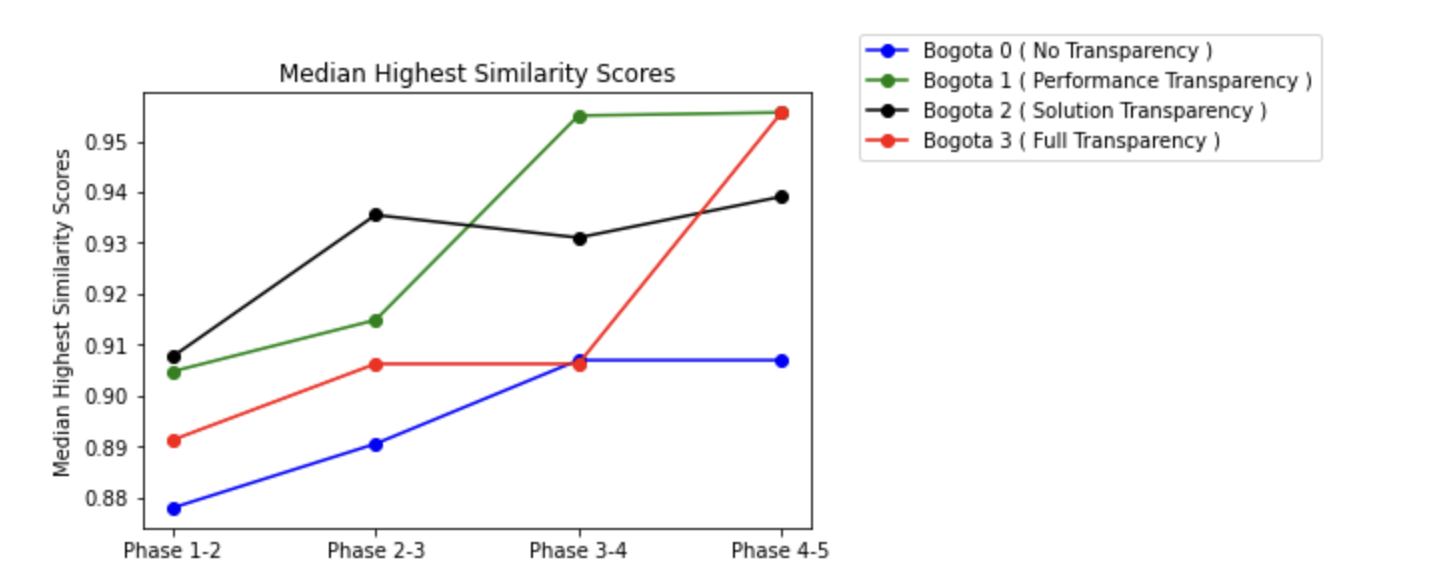 Median Highest Similarity Scores
Bogota 0 ( No Transparency )
Bogota 1 ( Performance Transparency )
Bogota 2 ( Solution Transparency )
Bogota 3 ( Full Transparency )
Median Highest Similarity Scores
0.95
0.94
0.93
0.92
0.91
0.90
0.89
0.88
Phase 1-2 Phase 2-3 Phase 3-4 Phase 4-5